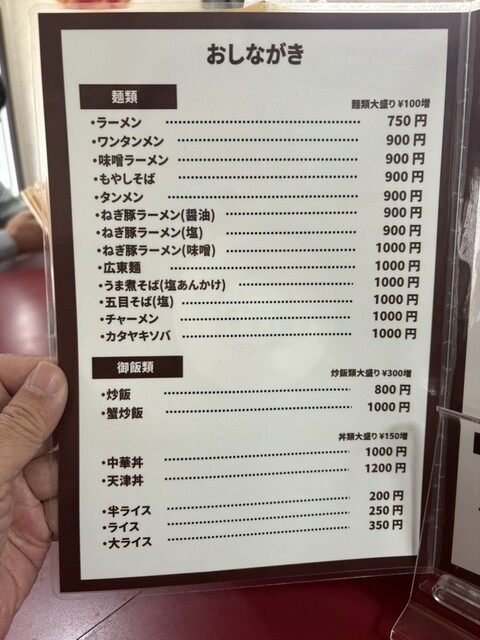 おしながき
麺類
麺類大盛り ¥100増
・ラーメン 750 円
・ワンタンメン 900 円
・味噌ラーメン 900 円
・もやしそば 900 円
・タンメン 900 円
・ねぎ豚ラーメン(醤油) 900 円
・ねぎ豚ラーメン(塩) 900 円
・ねぎ豚ラーメン(味噌) 1000 円
・広東麺 1000 円
・うま煮そば(塩あんかけ) 1000 円
・五目そば(塩) 1000 円
・チャーメン 1000 円
・カタヤキソバ 1000 円
御飯類
炒飯類大盛り ¥300増
・炒飯 800 円
・蟹炒飯 1000 円
丼類大盛り ¥150増
・中華丼 1000 円
・天津丼 1200 円
・半ライス 200 円
・ライス 250 円
・大ライス 350 円